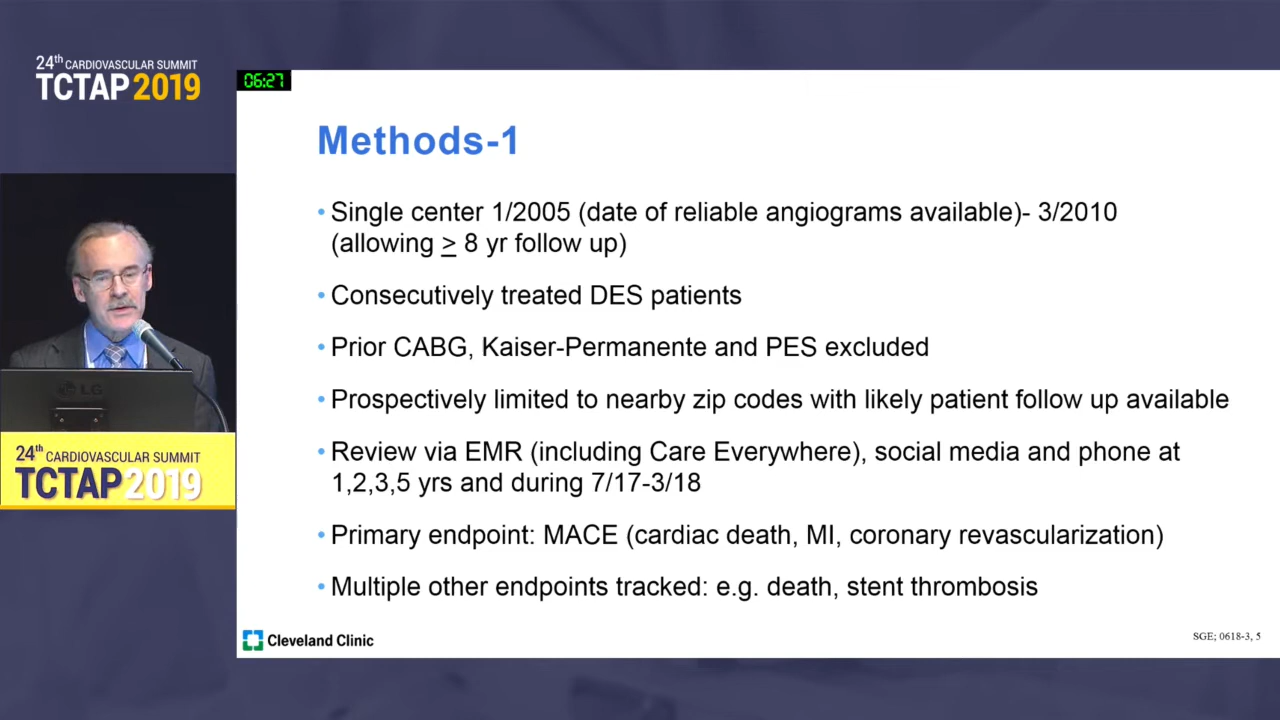 24th CARDIOVASCULAR SUMMIT
TCTAP 2019
06:27
Methods-1
• Single center 1/2005 (date of reliable angiograms available)- 3/2010
(allowing ≥ 8 yr follow up)
• Consecutively treated DES patients
• Prior CABG, Kaiser-Permanente and PES excluded
• Prospectively limited to nearby zip codes with likely patient follow up available
• Review via EMR (including Care Everywhere), social media and phone at
1,2,3,5 yrs and during 7/17-3/18
• Primary endpoint: MACE (cardiac death, MI, coronary revascularization)
• Multiple other endpoints tracked: e.g. death, stent thrombosis
LG
24th CARDIOVASCULAR SUMMIT
TCTAP 2019
Cleveland Clinic
SGE; 0618-3, 5